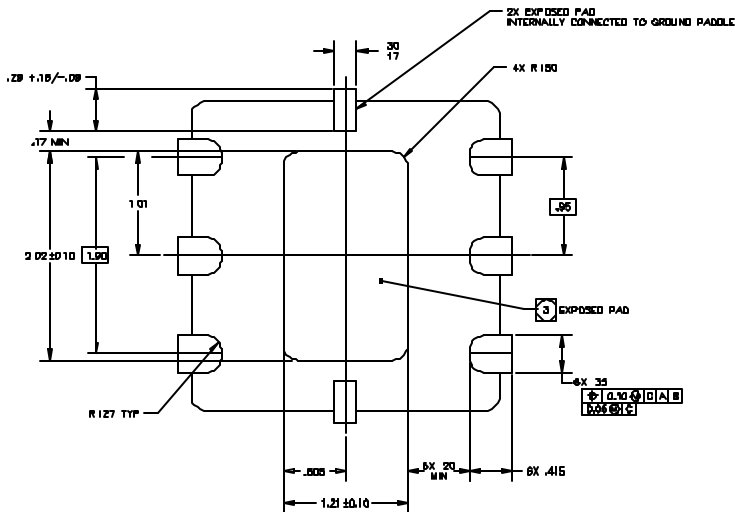 2X EXPOSED PAD
INTERNALLY CONNECTED TO GROUND PADDLE
.30
.17
.17 MIN
4X R.150
1.01
.95
2.02±0.10
1.90
3 EXPOSED PAD
6X .35
0.10 M C A B
0.05 M C
R.127 TYP
.605
6X .20
MIN
6X .415
1.21±0.10